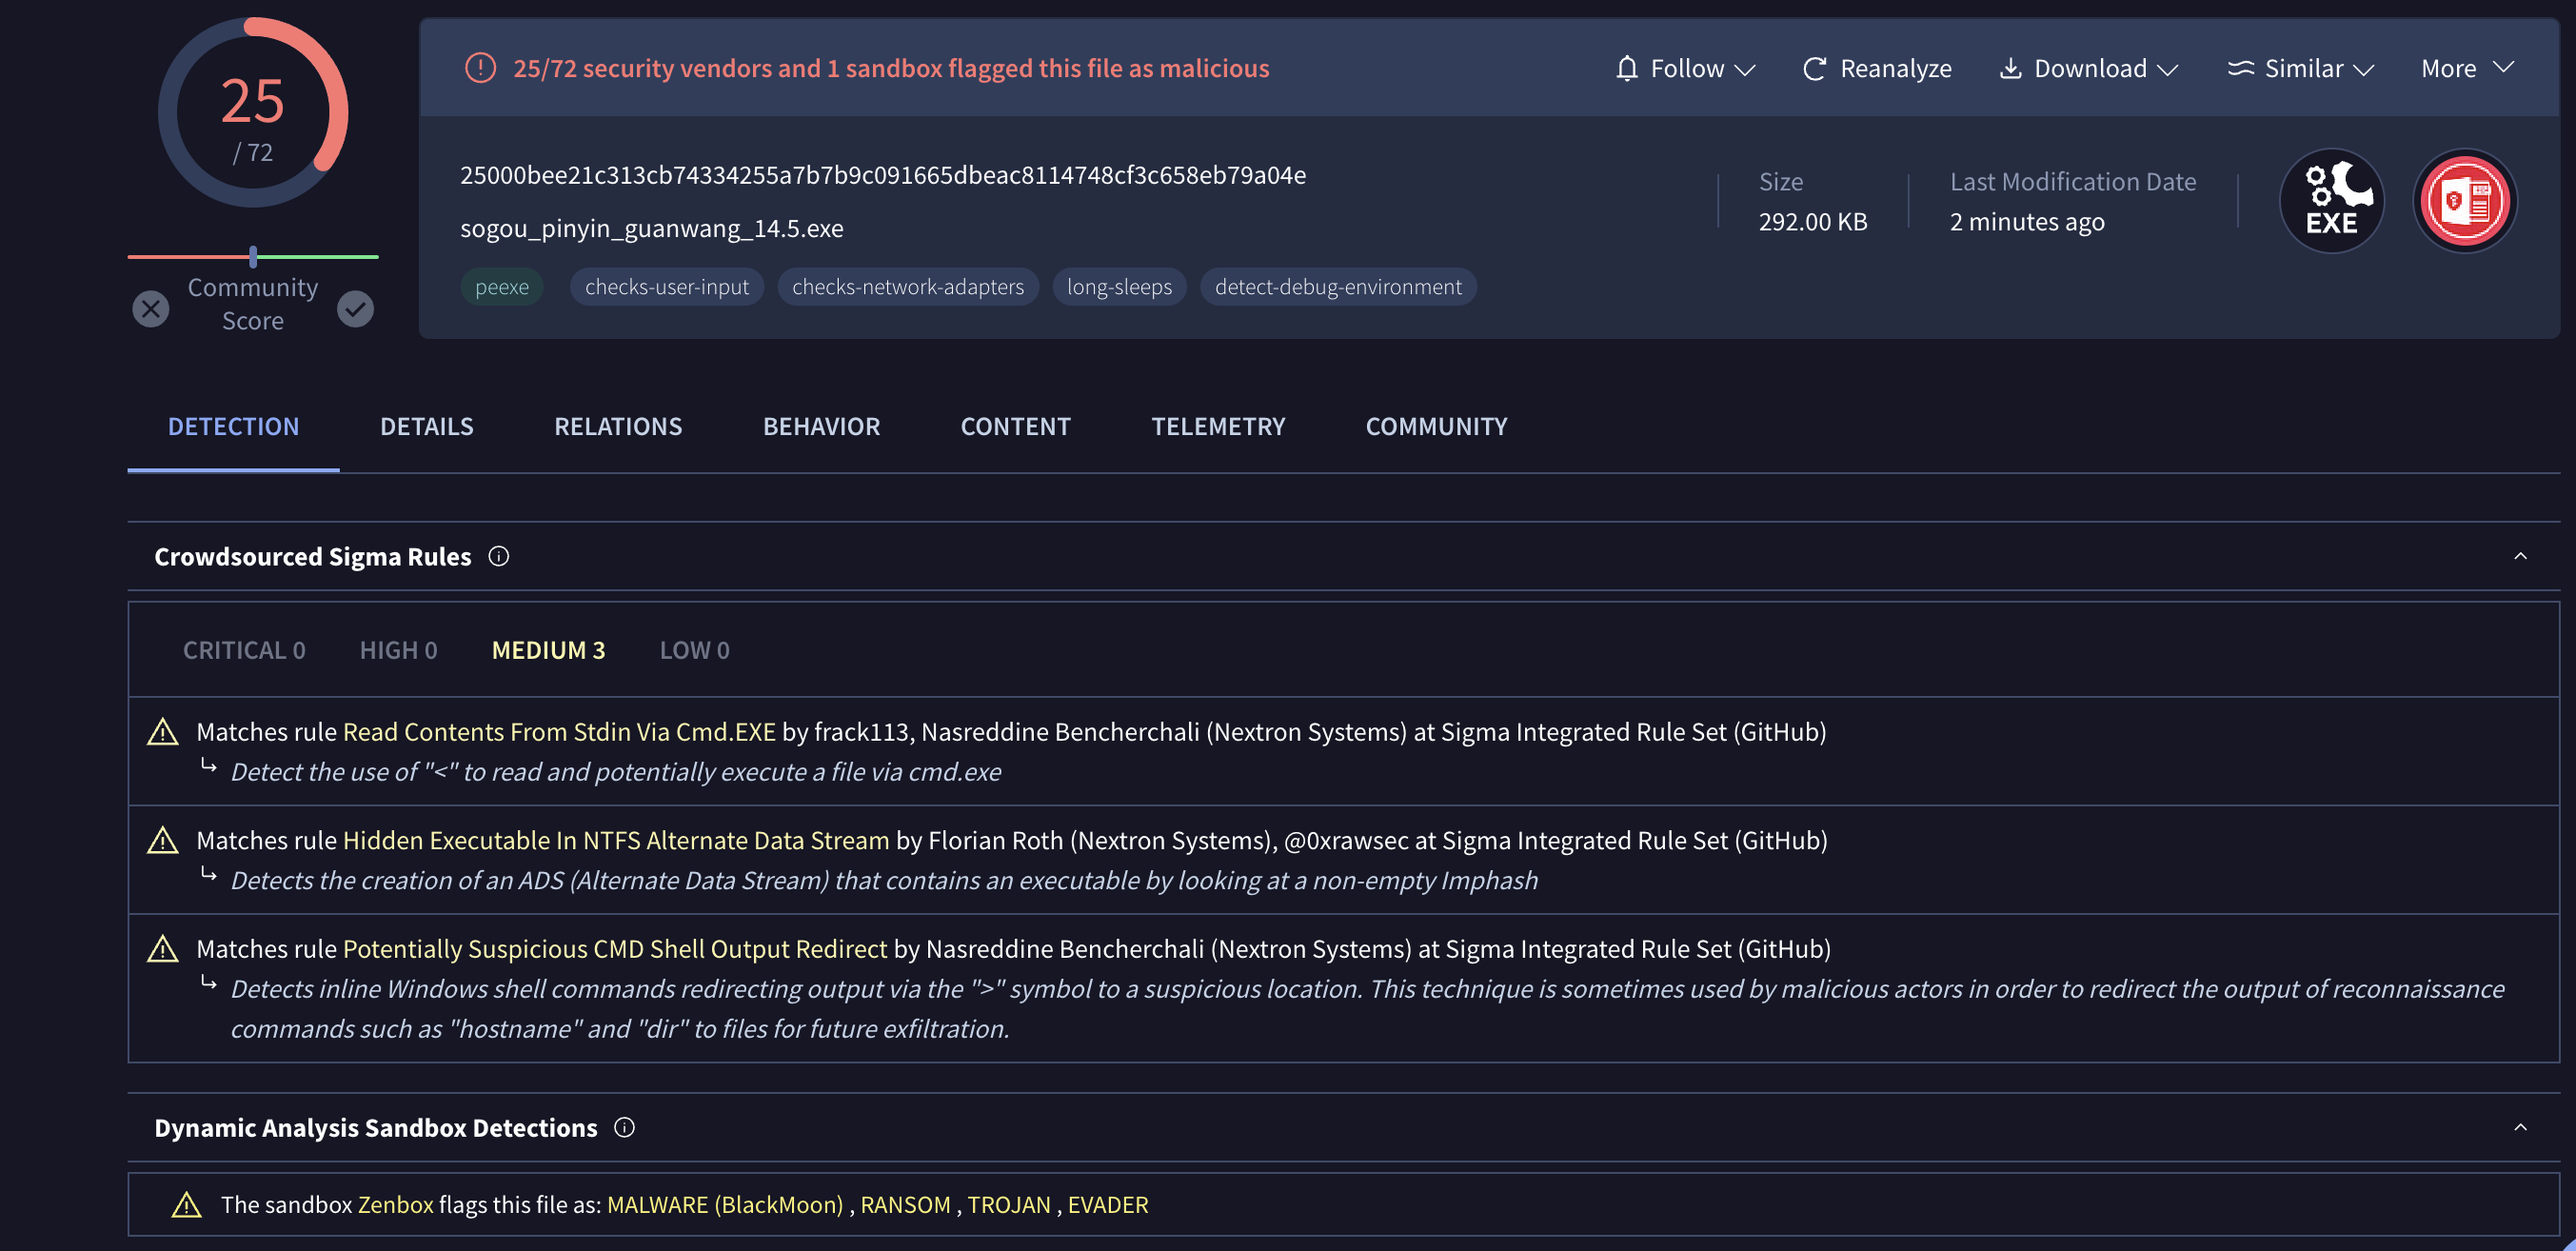 25
/ 72
Community
Score
25/72 security vendors and 1 sandbox flagged this file as malicious
Follow
Reanalyze
Download
Similar
More
25000bee21c313cb74334255a7b7b9c091665dbeac8114748cf3c658eb79a04e
sogou_pinyin_guanwang_14.5.exe
peexe
checks-user-input
checks-network-adapters
long-sleeps
detect-debug-environment
Size
292.00 KB
Last Modification Date
2 minutes ago
EXE
DETECTION
DETAILS
RELATIONS
BEHAVIOR
CONTENT
TELEMETRY
COMMUNITY
Crowdsourced Sigma Rules
CRITICAL 0
HIGH 0
MEDIUM 3
LOW 0
Matches rule Read Contents From Stdin Via Cmd.EXE by frack113, Nasreddine Bencherchali (Nextron Systems) at Sigma Integrated Rule Set (GitHub)
Detect the use of "<" to read and potentially execute a file via cmd.exe
Matches rule Hidden Executable In NTFS Alternate Data Stream by Florian Roth (Nextron Systems), @0xrawsec at Sigma Integrated Rule Set (GitHub)
Detects the creation of an ADS (Alternate Data Stream) that contains an executable by looking at a non-empty Imphash
Matches rule Potentially Suspicious CMD Shell Output Redirect by Nasreddine Bencherchali (Nextron Systems) at Sigma Integrated Rule Set (GitHub)
Detects inline Windows shell commands redirecting output via the ">" symbol to a suspicious location. This technique is sometimes used by malicious actors in order to redirect the output of reconnaissance
commands such as "hostname" and "dir" to files for future exfiltration.
Dynamic Analysis Sandbox Detections
The sandbox Zenbox flags this file as: MALWARE (BlackMoon) , RANSOM , TROJAN , EVADER